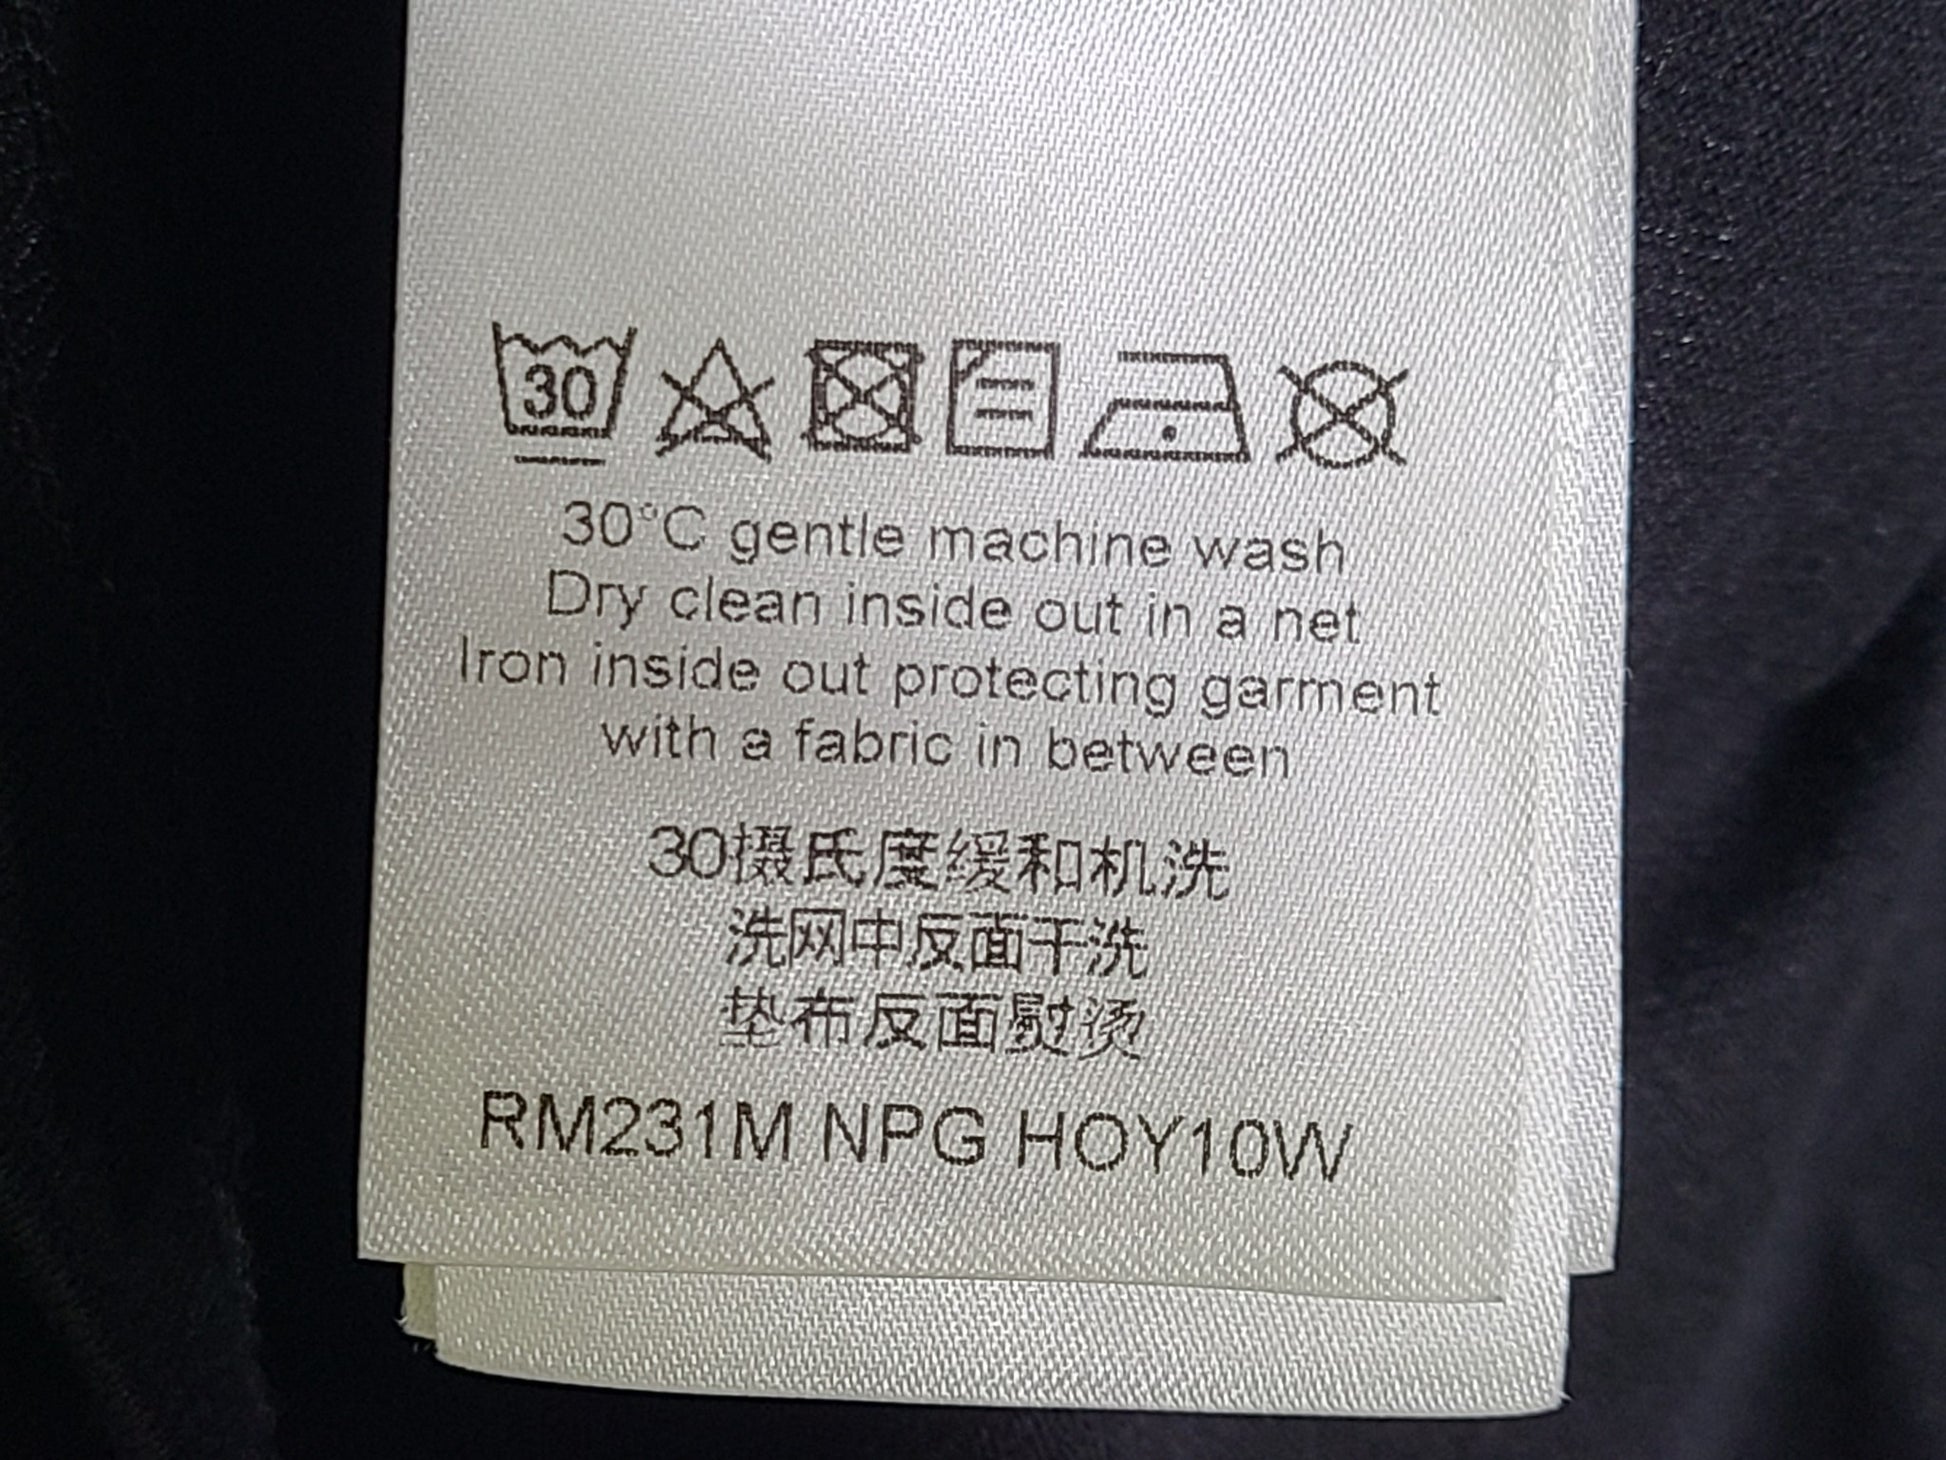 30
30°C gentle machine wash
Dry clean inside out in a net
Iron inside out protecting garment
with a fabric in between
30摄氏度缓和机洗
洗网中反面干洗
垫布反面熨烫
RM231M NPG HOY10W